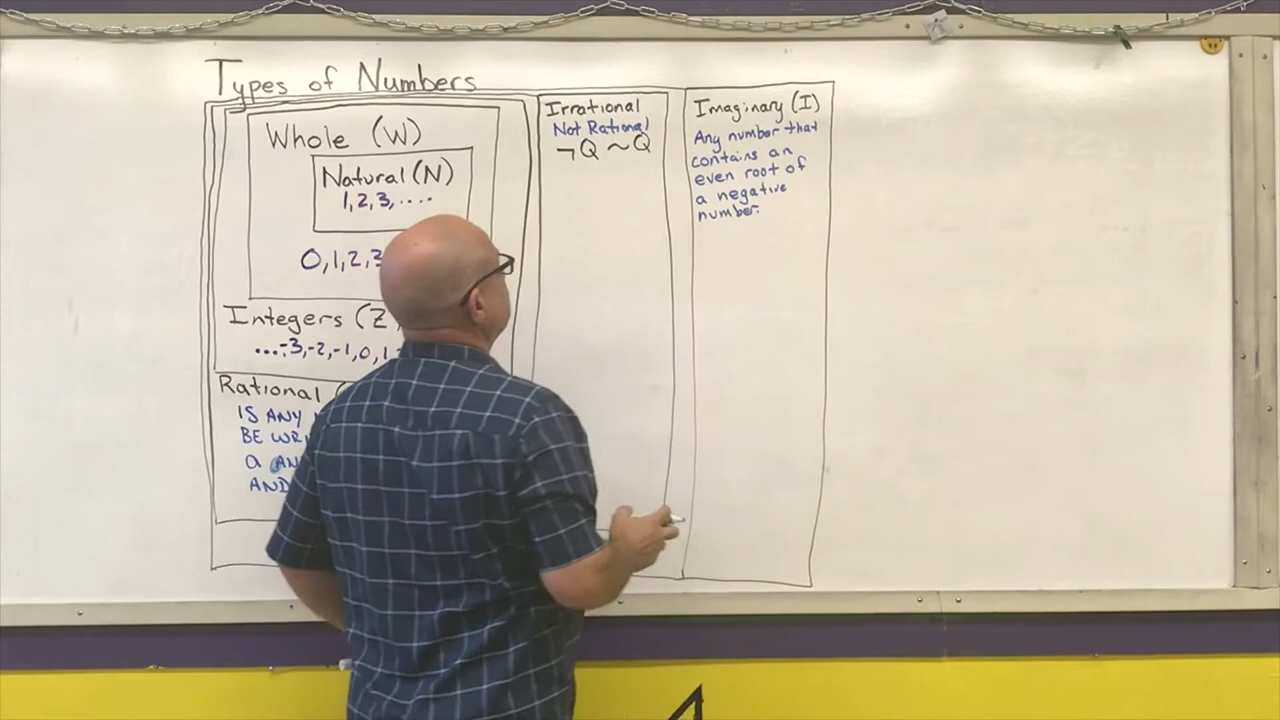 Types of Numbers
Whole (W)
Natural (N)
1, 2, 3, ....
0, 1, 2, 3
Integers (Z
...-3, -2, -1, 0, 1
Rational (
IS ANY
BE
a
AND
Irrational
Not Rational
¬Q ~Q
Imaginary (I)
Any number that
contains an
even root of
a negative
number.